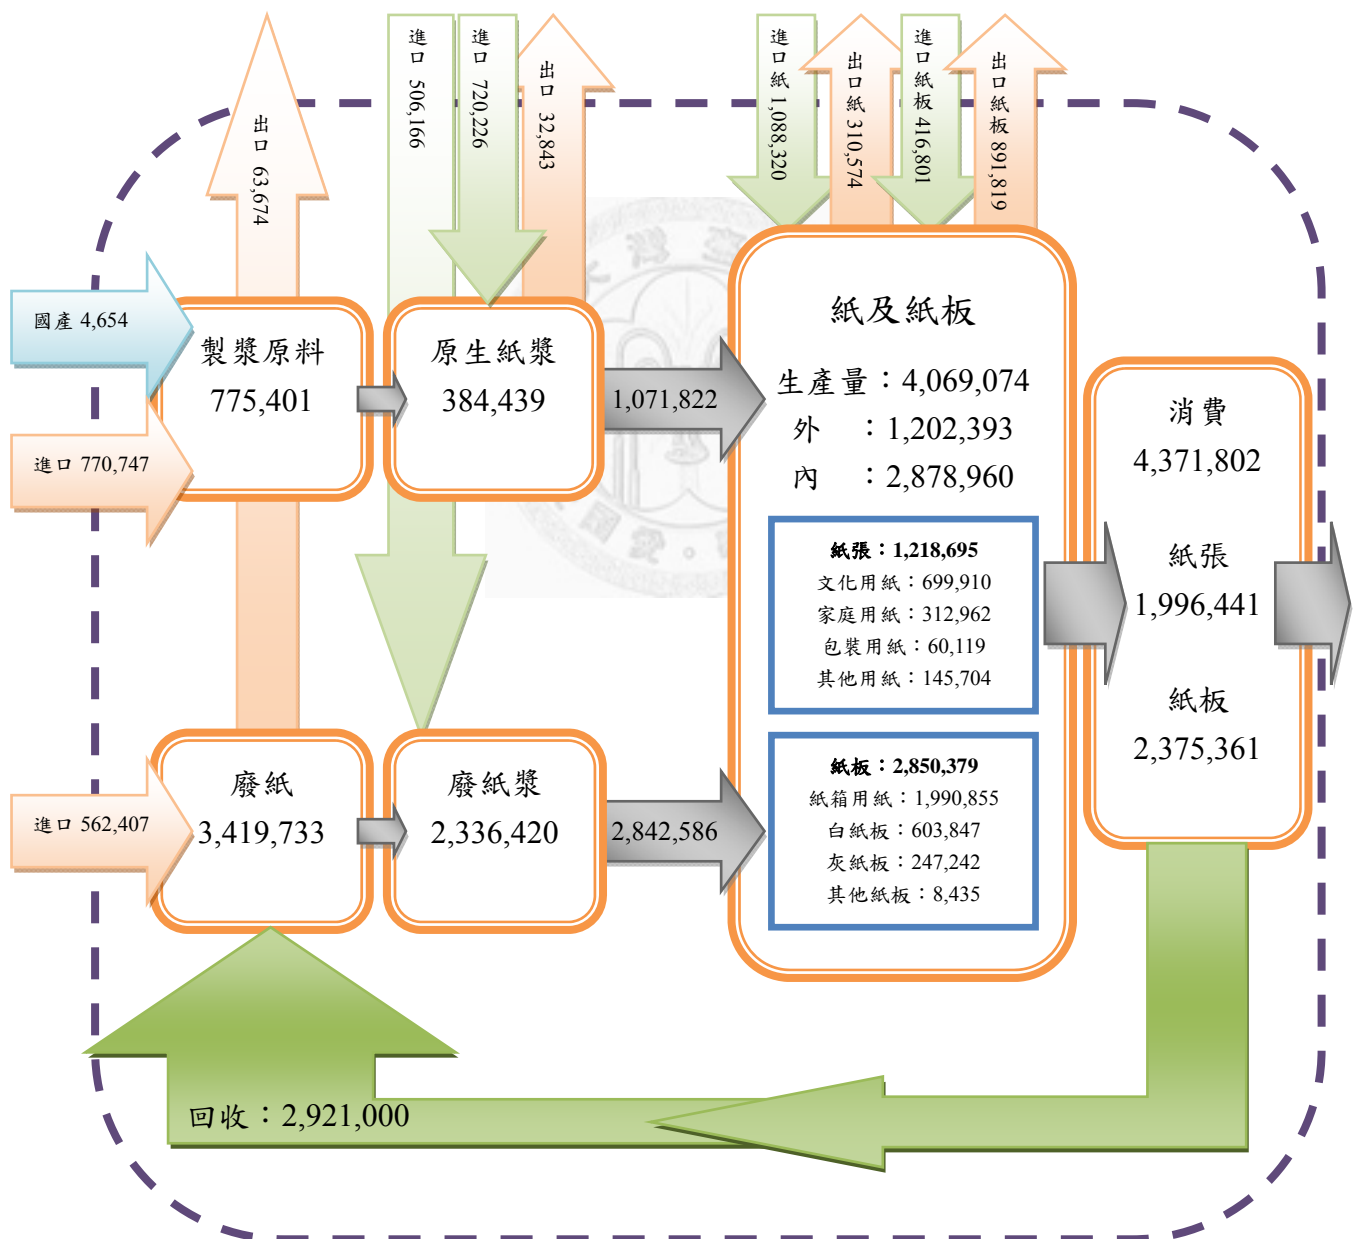 進口 506,166
進口 720,226
出口 32,843
進口紙 1,088,320
出口紙 310,574
進口紙板 416,801
出口紙板 891,819
出口 63,674
國產 4,654
進口 770,747
製漿原料
775,401
原生紙漿
384,439
1,071,822
紙及紙板
生產量：4,069,074
外　：1,202,393
內　：2,878,960
紙張：1,218,695
文化用紙：699,910
家庭用紙：312,962
包裝用紙：60,119
其他用紙：145,704
紙板：2,850,379
紙箱用紙：1,990,855
白紙板：603,847
灰紙板：247,242
其他紙板：8,435
消費
4,371,802
紙張
1,996,441
紙板
2,375,361
進口 562,407
廢紙
3,419,733
廢紙漿
2,336,420
2,842,586
回收：2,921,000